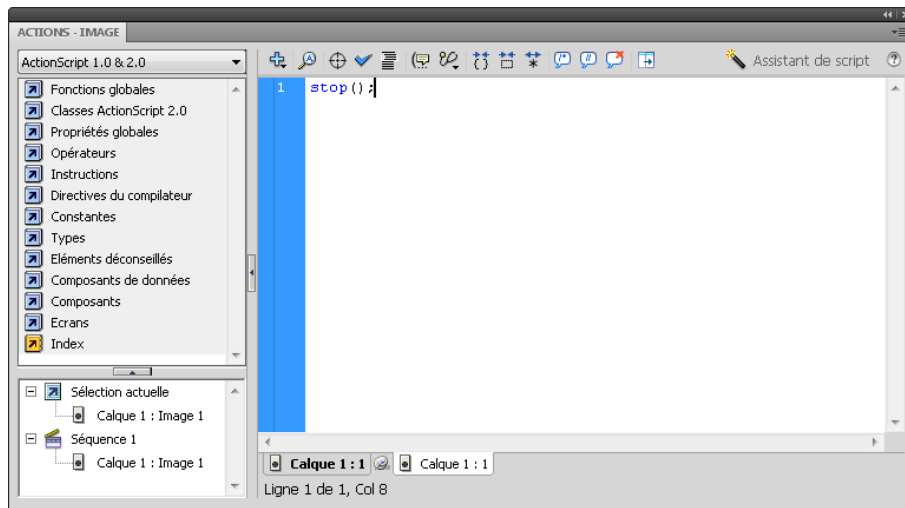 ACTIONS - IMAGE
ActionScript 1.0 & 2.0
Assistant de script
Fonctions globales
Classes ActionScript 2.0
Propriétés globales
Opérateurs
Instructions
Directives du compilateur
Constantes
Types
Eléments déconseillés
Composants de données
Composants
Ecrans
Index
1 stop();
Sélection actuelle
Calque 1 : Image 1
Séquence 1
Calque 1 : Image 1
Calque 1 : 1
Calque 1 : 1
Ligne 1 de 1, Col 8